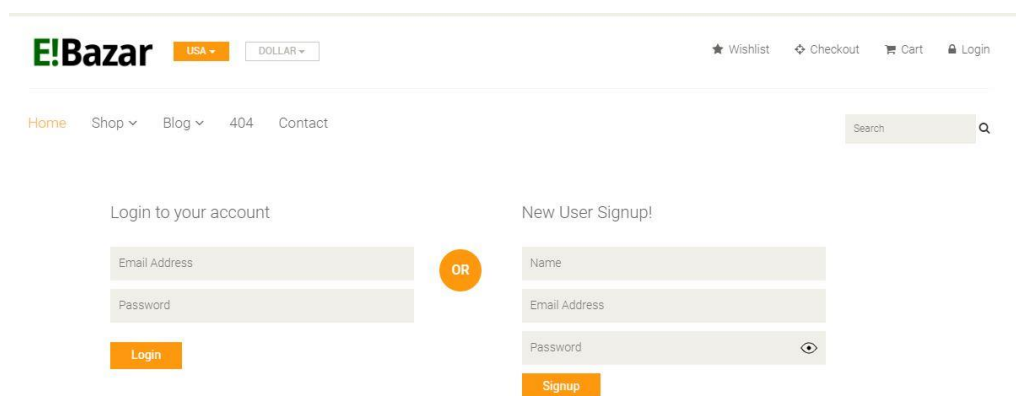 E!Bazar USA DOLLAR Wishlist Checkout Cart Login
Home Shop Blog 404 Contact Search
Login to your account
Email Address
Password
Login
OR
New User Signup!
Name
Email Address
Password
Signup